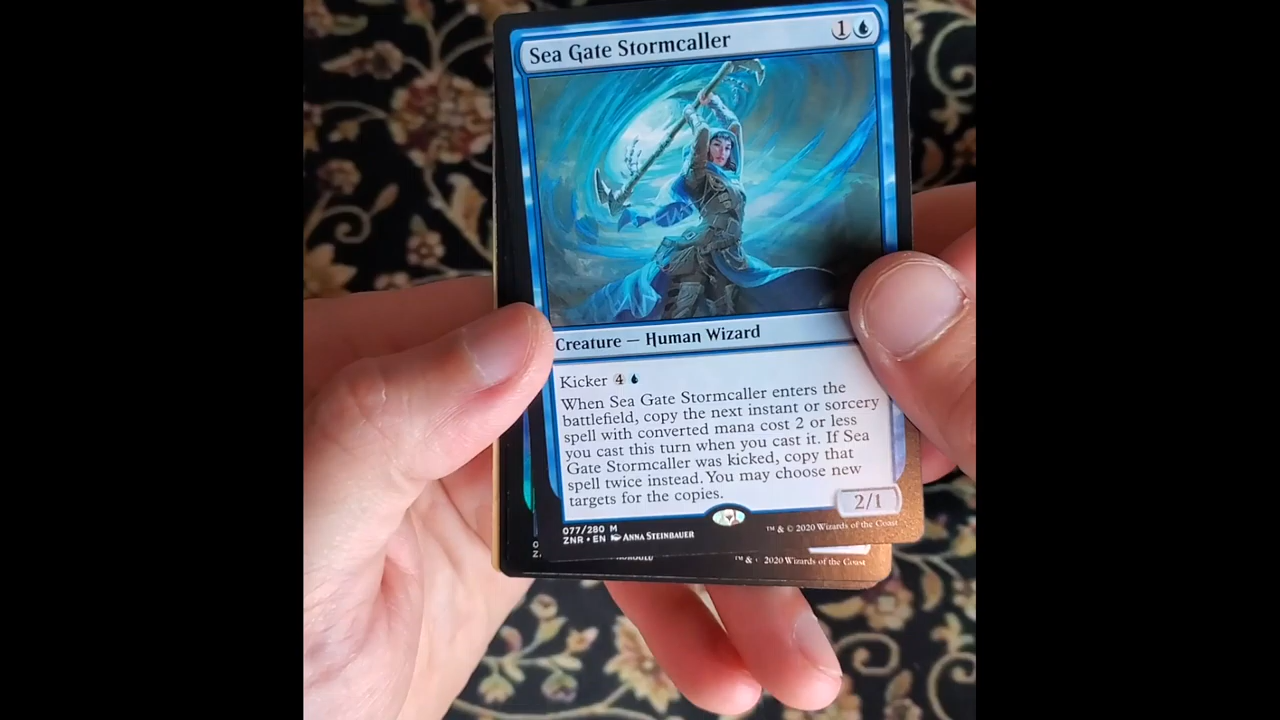 Sea Gate Stormcaller
1
Creature — Human Wizard
Kicker 4
When Sea Gate Stormcaller enters the
battlefield, copy the next instant or sorcery
spell with converted mana cost 2 or less
you cast this turn when you cast it. If Sea
Gate Stormcaller was kicked, copy that
spell twice instead. You may choose new
targets for the copies.
2/1
077/280 M
ZNR • EN ANNA STEINBAUER
™ & © 2020 Wizards of the Coast
™ & 2020 Wizards of the Coast